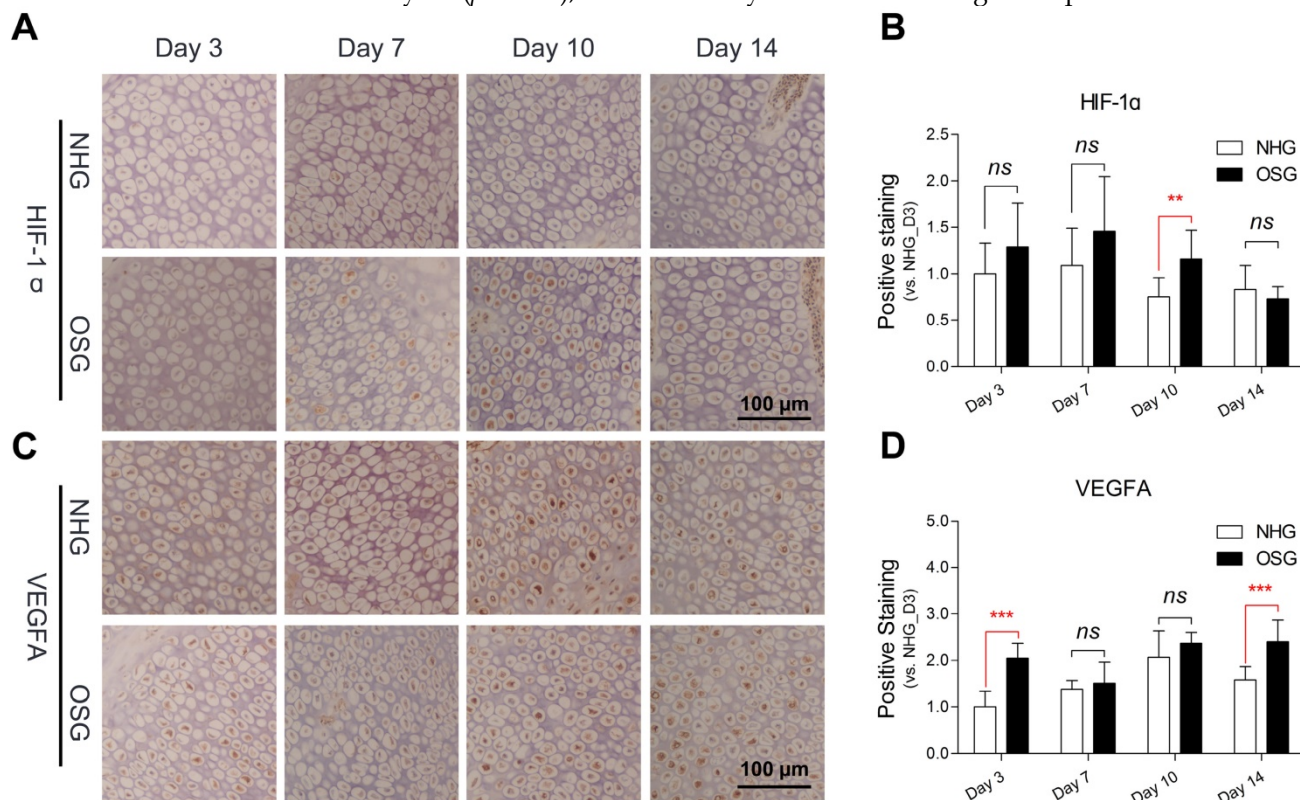 A
Day 3
Day 7
Day 10
Day 14
HIF-1 α
NHG
OSG
100 µm
B
HIF-1α
Positive staining
(vs. NHG_D3)
2.5
2.0
1.5
1.0
0.5
0.0
ns
ns
**
ns
NHG
OSG
Day 3
Day 7
Day 10
Day 14
C
VEGFA
NHG
OSG
100 µm
D
VEGFA
Positive Staining
(vs. NHG_D3)
5.0
4.0
3.0
2.0
1.0
0.0
***
ns
ns
***
NHG
OSG
Day 3
Day 7
Day 10
Day 14